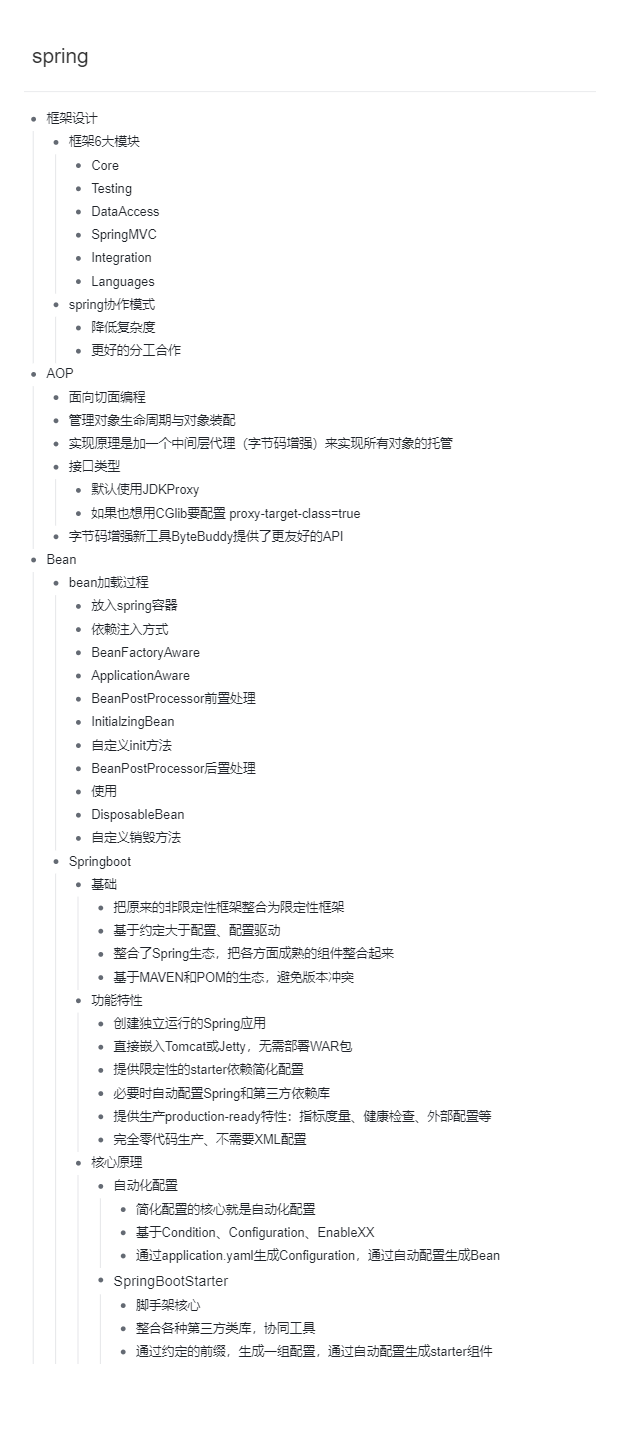 spring
框架设计
框架6大模块
Core
Testing
DataAccess
SpringMVC
Integration
Languages
spring协作模式
降低复杂度
更好的分工合作
AOP
面向切面编程
管理对象生命周期与对象装配
实现原理是加一个中间层代理（字节码增强）来实现所有对象的托管
接口类型
默认使用JDKProxy
如果也想用CGlib要配置 proxy-target-class=true
字节码增强新工具ByteBuddy提供了更友好的API
Bean
bean加载过程
放入spring容器
依赖注入方式
BeanFactoryAware
ApplicationAware
BeanPostProcessor前置处理
InitialzingBean
自定义init方法
BeanPostProcessor后置处理
使用
DisposableBean
自定义销毁方法
Springboot
基础
把原来的非限定性框架整合为限定性框架
基于约定大于配置、配置驱动
整合了Spring生态，把各方面成熟的组件整合起来
基于MAVEN和POM的生态，避免版本冲突
功能特性
创建独立运行的Spring应用
直接嵌入Tomcat或Jetty，无需部署WAR包
提供限定性的starter依赖简化配置
必要时自动配置Spring和第三方依赖库
提供生产production-ready特性：指标度量、健康检查、外部配置等
完全零代码生产、不需要XML配置
核心原理
自动化配置
简化配置的核心就是自动化配置
基于Condition、Configuration、EnableXX
通过application.yaml生成Configuration，通过自动配置生成Bean
SpringBootStarter
脚手架核心
整合各种第三方类库，协同工具
通过约定的前缀，生成一组配置，通过自动配置生成starter组件